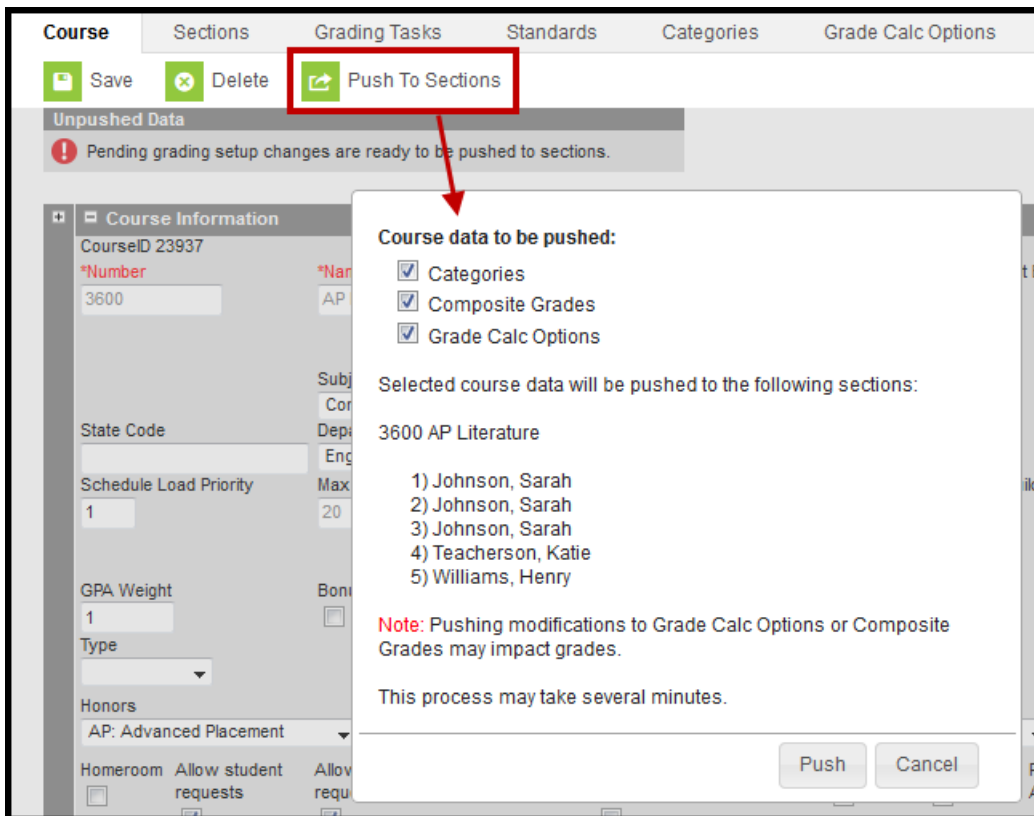 Course Sections Grading Tasks Standards Categories Grade Calc Options
Save Delete Push To Sections
Unpushed Data
Pending grading setup changes are ready to be pushed to sections.
Course Information
CourseID 23937
*Number
3600
AP
State Code
Schedule Load Priority Max
1 20
GPA Weight
1
Type
Honors
AP: Advanced Placement
Homeroom Allow student
requests
Course data to be pushed:
Categories
Composite Grades
Grade Calc Options
Selected course data will be pushed to the following sections:
3600 AP Literature
1) Johnson, Sarah
2) Johnson, Sarah
3) Johnson, Sarah
4) Teacherson, Katie
5) Williams, Henry
Note: Pushing modifications to Grade Calc Options or Composite
Grades may impact grades.
This process may take several minutes.
Push Cancel